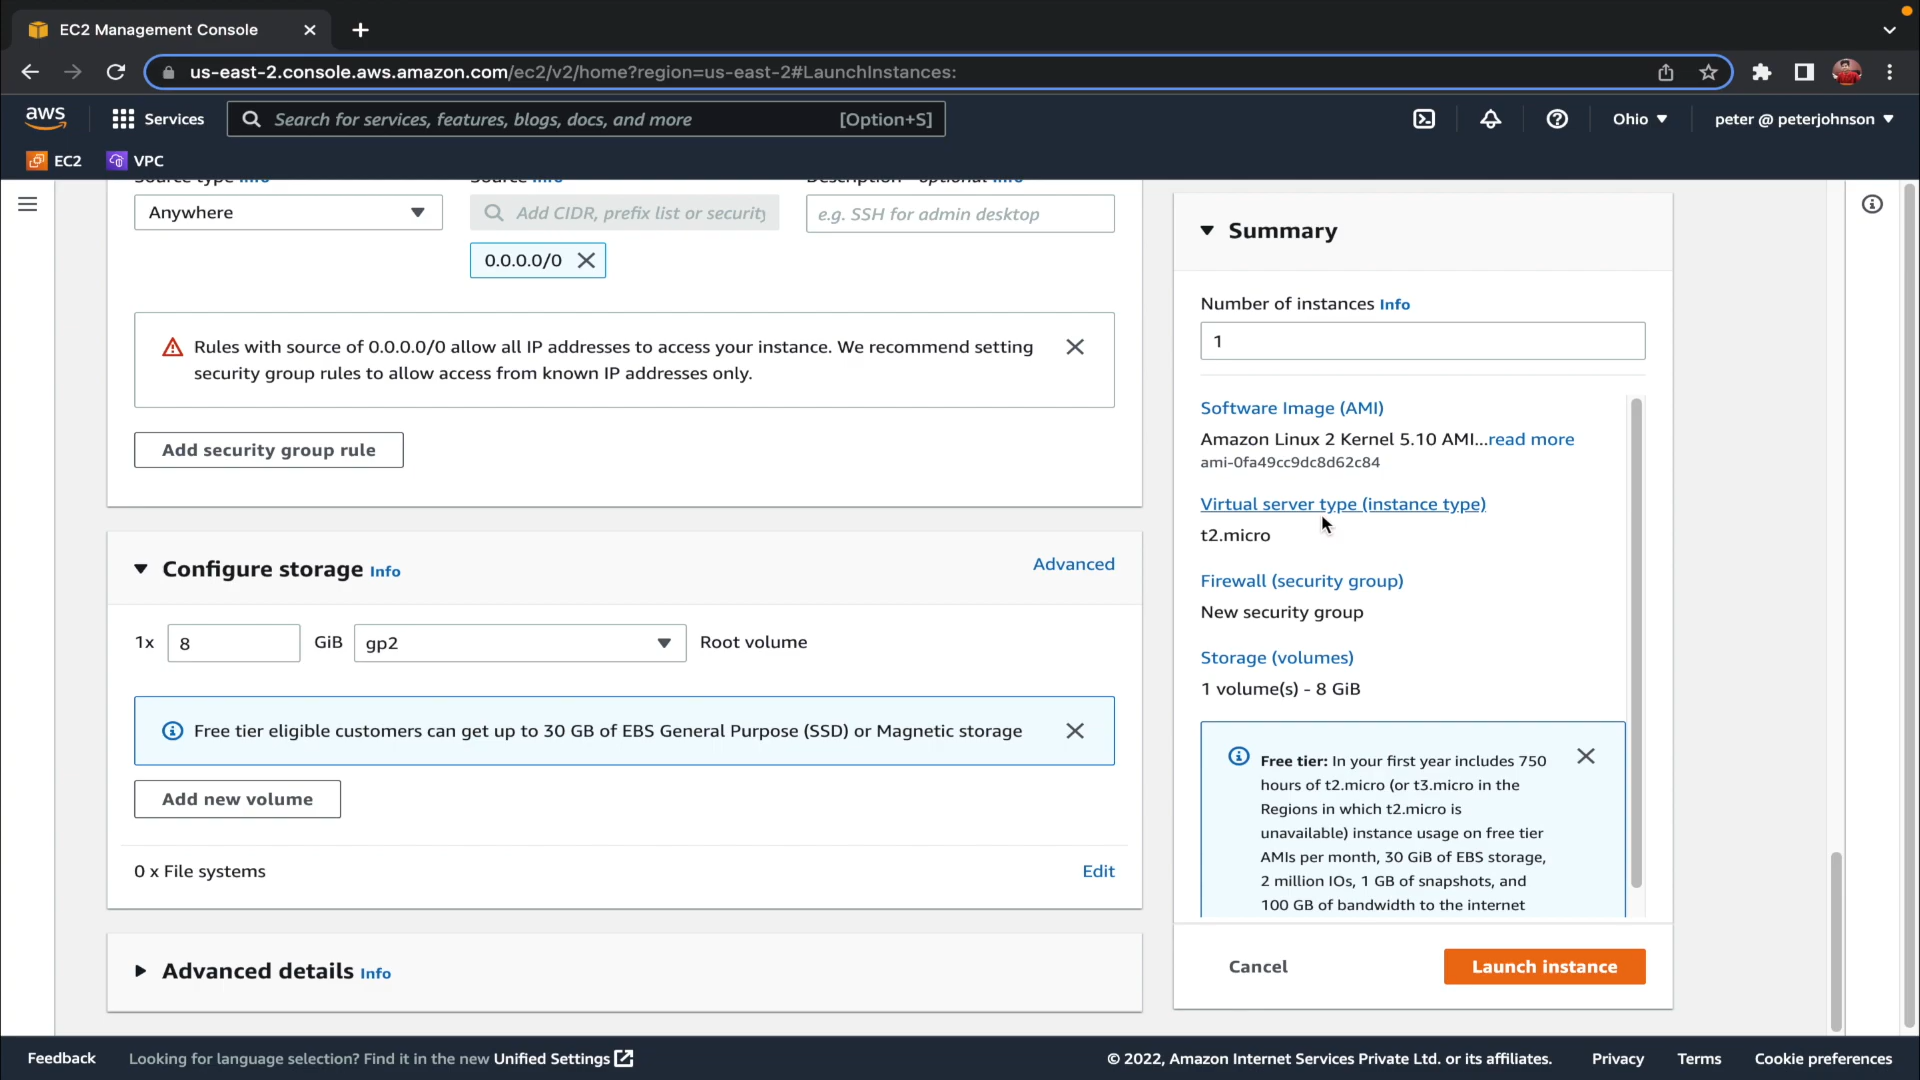 EC2 Management Console
us-east-2.console.aws.amazon.com/ec2/v2/home?region=us-east-2#LaunchInstances:
aws
Services
Search for services, features, blogs, docs, and more
[Option+S]
Ohio
peter @ peterjohnson
EC2
VPC
Source type Info
Source Info
Description - optional Info
Anywhere
Add CIDR, prefix list or security
e.g. SSH for admin desktop
0.0.0.0/0
Rules with source of 0.0.0.0/0 allow all IP addresses to access your instance. We recommend setting
security group rules to allow access from known IP addresses only.
Add security group rule
Configure storage Info
Advanced
1x
8
GiB
gp2
Root volume
Free tier eligible customers can get up to 30 GB of EBS General Purpose (SSD) or Magnetic storage
Add new volume
0 x File systems
Edit
Advanced details Info
Summary
Number of instances Info
1
Software Image (AMI)
Amazon Linux 2 Kernel 5.10 AMI...read more
ami-0fa49cc9dc8d62c84
Virtual server type (instance type)
t2.micro
Firewall (security group)
New security group
Storage (volumes)
1 volume(s) - 8 GiB
Free tier: In your first year includes 750
hours of t2.micro (or t3.micro in the
Regions in which t2.micro is
unavailable) instance usage on free tier
AMIs per month, 30 GiB of EBS storage,
2 million IOs, 1 GB of snapshots, and
100 GB of bandwidth to the internet
Cancel
Launch instance
Feedback
Looking for language selection? Find it in the new Unified Settings
© 2022, Amazon Internet Services Private Ltd. or its affiliates.
Privacy
Terms
Cookie preferences